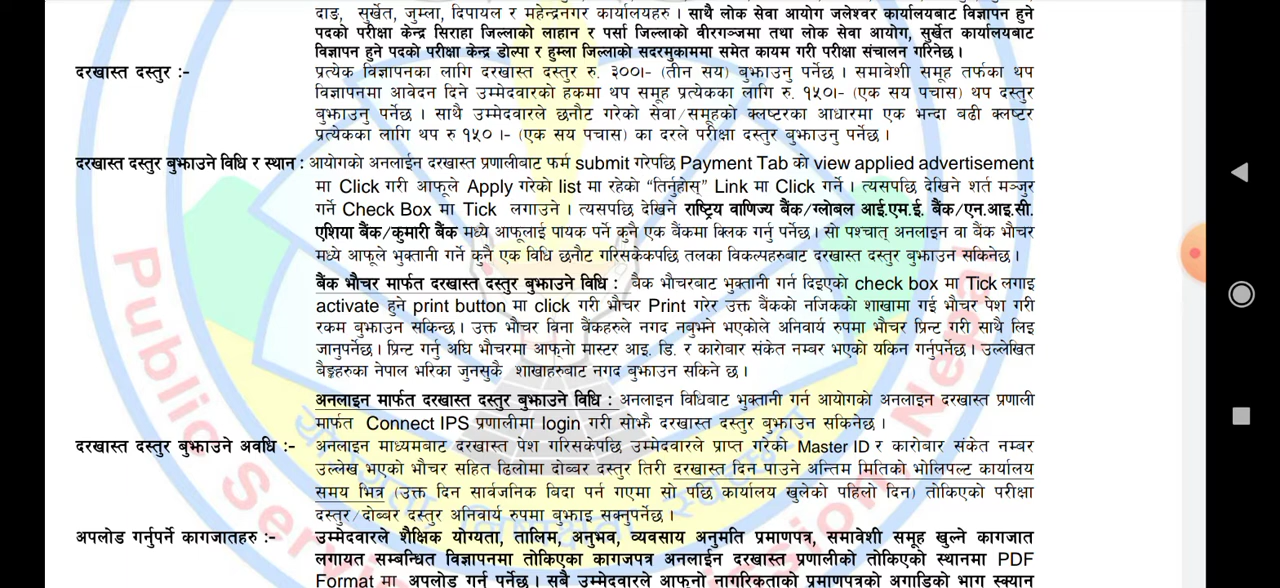 दाङ, सुर्खेत, जुम्ला, दिपायल र महेन्द्रनगर कार्यालयहरु । साथै लोक सेवा आयोग जलेश्वर कार्यालयबाट विज्ञापन हुने
पदको परीक्षा केन्द्र सिराहा जिल्लाको लाहान र पर्सा जिल्लाको वीरगञ्जमा तथा लोक सेवा आयोग, सुर्खेत कार्यालयबाट
विज्ञापन हुने पदको परीक्षा केन्द्र डोल्पा र हुम्ला जिल्लाको सदरमुकाममा समेत कायम गरी परीक्षा संचालन गरिनेछ ।
दरखास्त दस्तुर :- प्रत्येक विज्ञापनका लागि दरखास्त दस्तुर रु. ३००।- (तीन सय) बुझाउनु पर्नेछ । समावेशी समूह तर्फका थप
विज्ञापनमा आवेदन दिने उम्मेदवारको हकमा थप समूह प्रत्येकका लागि रु. १५०।- (एक सय पचास) थप दस्तुर
बुझाउनु पर्नेछ । साथै उम्मेदवारले छनौट गरेको सेवा/समूहको क्लष्टरका आधारमा एक भन्दा बढी क्लष्टर
प्रत्येकका लागि थप रु १५० ।- (एक सय पचास) का दरले परीक्षा दस्तुर बुझाउनु पर्नेछ ।
दरखास्त दस्तुर बुझाउने विधि र स्थान : आयोगको अनलाईन दरखास्त प्रणालीबाट फर्म submit गरेपछि Payment Tab को view applied advertisement
मा Click गरी आफूले Apply गरेको list मा रहेको “तिर्नुहोस्” Link मा Click गर्ने । त्यसपछि देखिने शर्त मञ्जुर
गर्ने Check Box मा Tick लगाउने । त्यसपछि देखिने राष्ट्रिय वाणिज्य बैंक/ग्लोबल आई.एम.ई. बैंक/एन.आइ.सी.
एशिया बैंक/कुमारी बैंक मध्ये आफूलाई पायक पर्ने कुनै एक बैंकमा क्लिक गर्नु पर्नेछ । सो पश्चात् अनलाइन वा बैंक भौचर
मध्ये आफूले भुक्तानी गर्ने कुनै एक विधि छनौट गरिसकेकपछि तलका विकल्पहरुबाट दरखास्त दस्तुर बुझाउन सकिनेछ ।
बैंक भौचर मार्फत दरखास्त दस्तुर बुझाउने विधि : बैंक भौचरबाट भुक्तानी गर्न दिइएको check box मा Tick लगाइ
activate हुने print button मा click गरी भौचर Print गरेर उक्त बैंकको नजिकको शाखामा गई भौचर पेश गरी
रकम बुझाउन सकिन्छ । उक्त भौचर विना बैंकहरुले नगद नबुझ्ने भएकोले अनिवार्य रुपमा भौचर प्रिन्ट गरी साथै लिइ
जानुपर्नेछ । प्रिन्ट गर्नु अघि भौचरमा आफ्नो मास्टर आइ. डि. र कारोबार संकेत नम्बर भएको यकिन गर्नुपर्नेछ । उल्लेखित
बैङ्कहरुका नेपाल भरिका जुनसुकै शाखाहरुबाट नगद बुझाउन सकिने छ ।
अनलाइन मार्फत दरखास्त दस्तुर बुझाउने विधि : अनलाइन विधिबाट भुक्तानी गर्न आयोगको अनलाइन दरखास्त प्रणाली
मार्फत Connect IPS प्रणालीमा login गरी सोझै दरखास्त दस्तुर बुझाउन सकिनेछ ।
दरखास्त दस्तुर बुझाउने अवधि :- अनलाइन माध्यमबाट दरखास्त पेश गरिसकेपछि उम्मेदवारले प्राप्त गरेको Master ID र कारोबार संकेत नम्बर
उल्लेख भएको भौचर सहित ढिलोमा दोब्बर दस्तुर तिरी दरखास्त दिन पाउने अन्तिम मितिको भोलिपल्ट कार्यालय
समय भित्र (उक्त दिन सार्वजनिक बिदा पर्न गएमा सो पछि कार्यालय खुलेको पहिलो दिन) तोकिएको परीक्षा
दस्तुर/दोब्बर दस्तुर अनिवार्य रुपमा बुझाइ सक्नुपर्नेछ ।
अपलोड गर्नुपर्ने कागजातहरु :- उम्मेदवारले शैक्षिक योग्यता, तालिम, अनुभव, व्यवसाय अनुमति प्रमाणपत्र, समावेशी समूह खुल्ने कागजात
लगायत सम्बन्धित विज्ञापनमा तोकिएका कागजपत्र अनलाईन दरखास्त प्रणालीको तोकिएको स्थानमा PDF
Format मा अपलोड गर्नु पर्नेछ । सबै उम्मेदवारले आफ्नो नागरिकताको प्रमाणपत्रको अगाडिको भाग स्क्यान